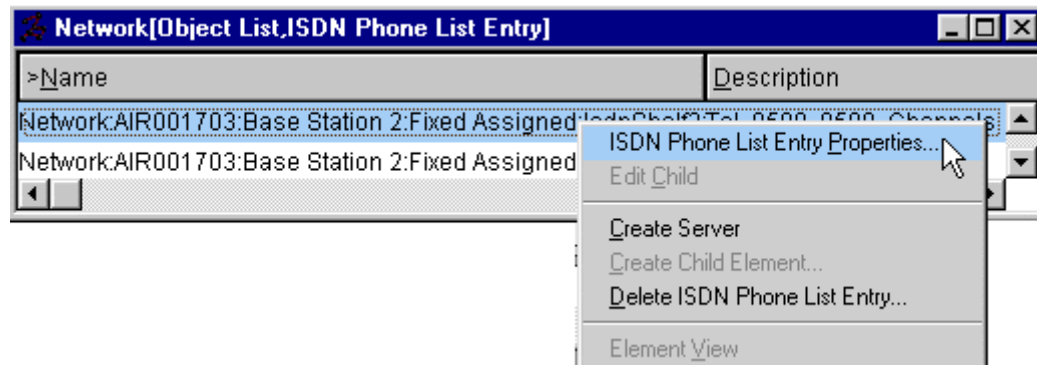 Network[Object List,ISDN Phone List Entry]
>Name Description
Network:AIR001703:Base Station 2:Fixed Assigned:IsdnShelf2:Tel_9500_9500_Channels
Network:AIR001703:Base Station 2:Fixed Assigned
ISDN Phone List Entry Properties...
Edit Child
Create Server
Create Child Element...
Delete ISDN Phone List Entry...
Element View